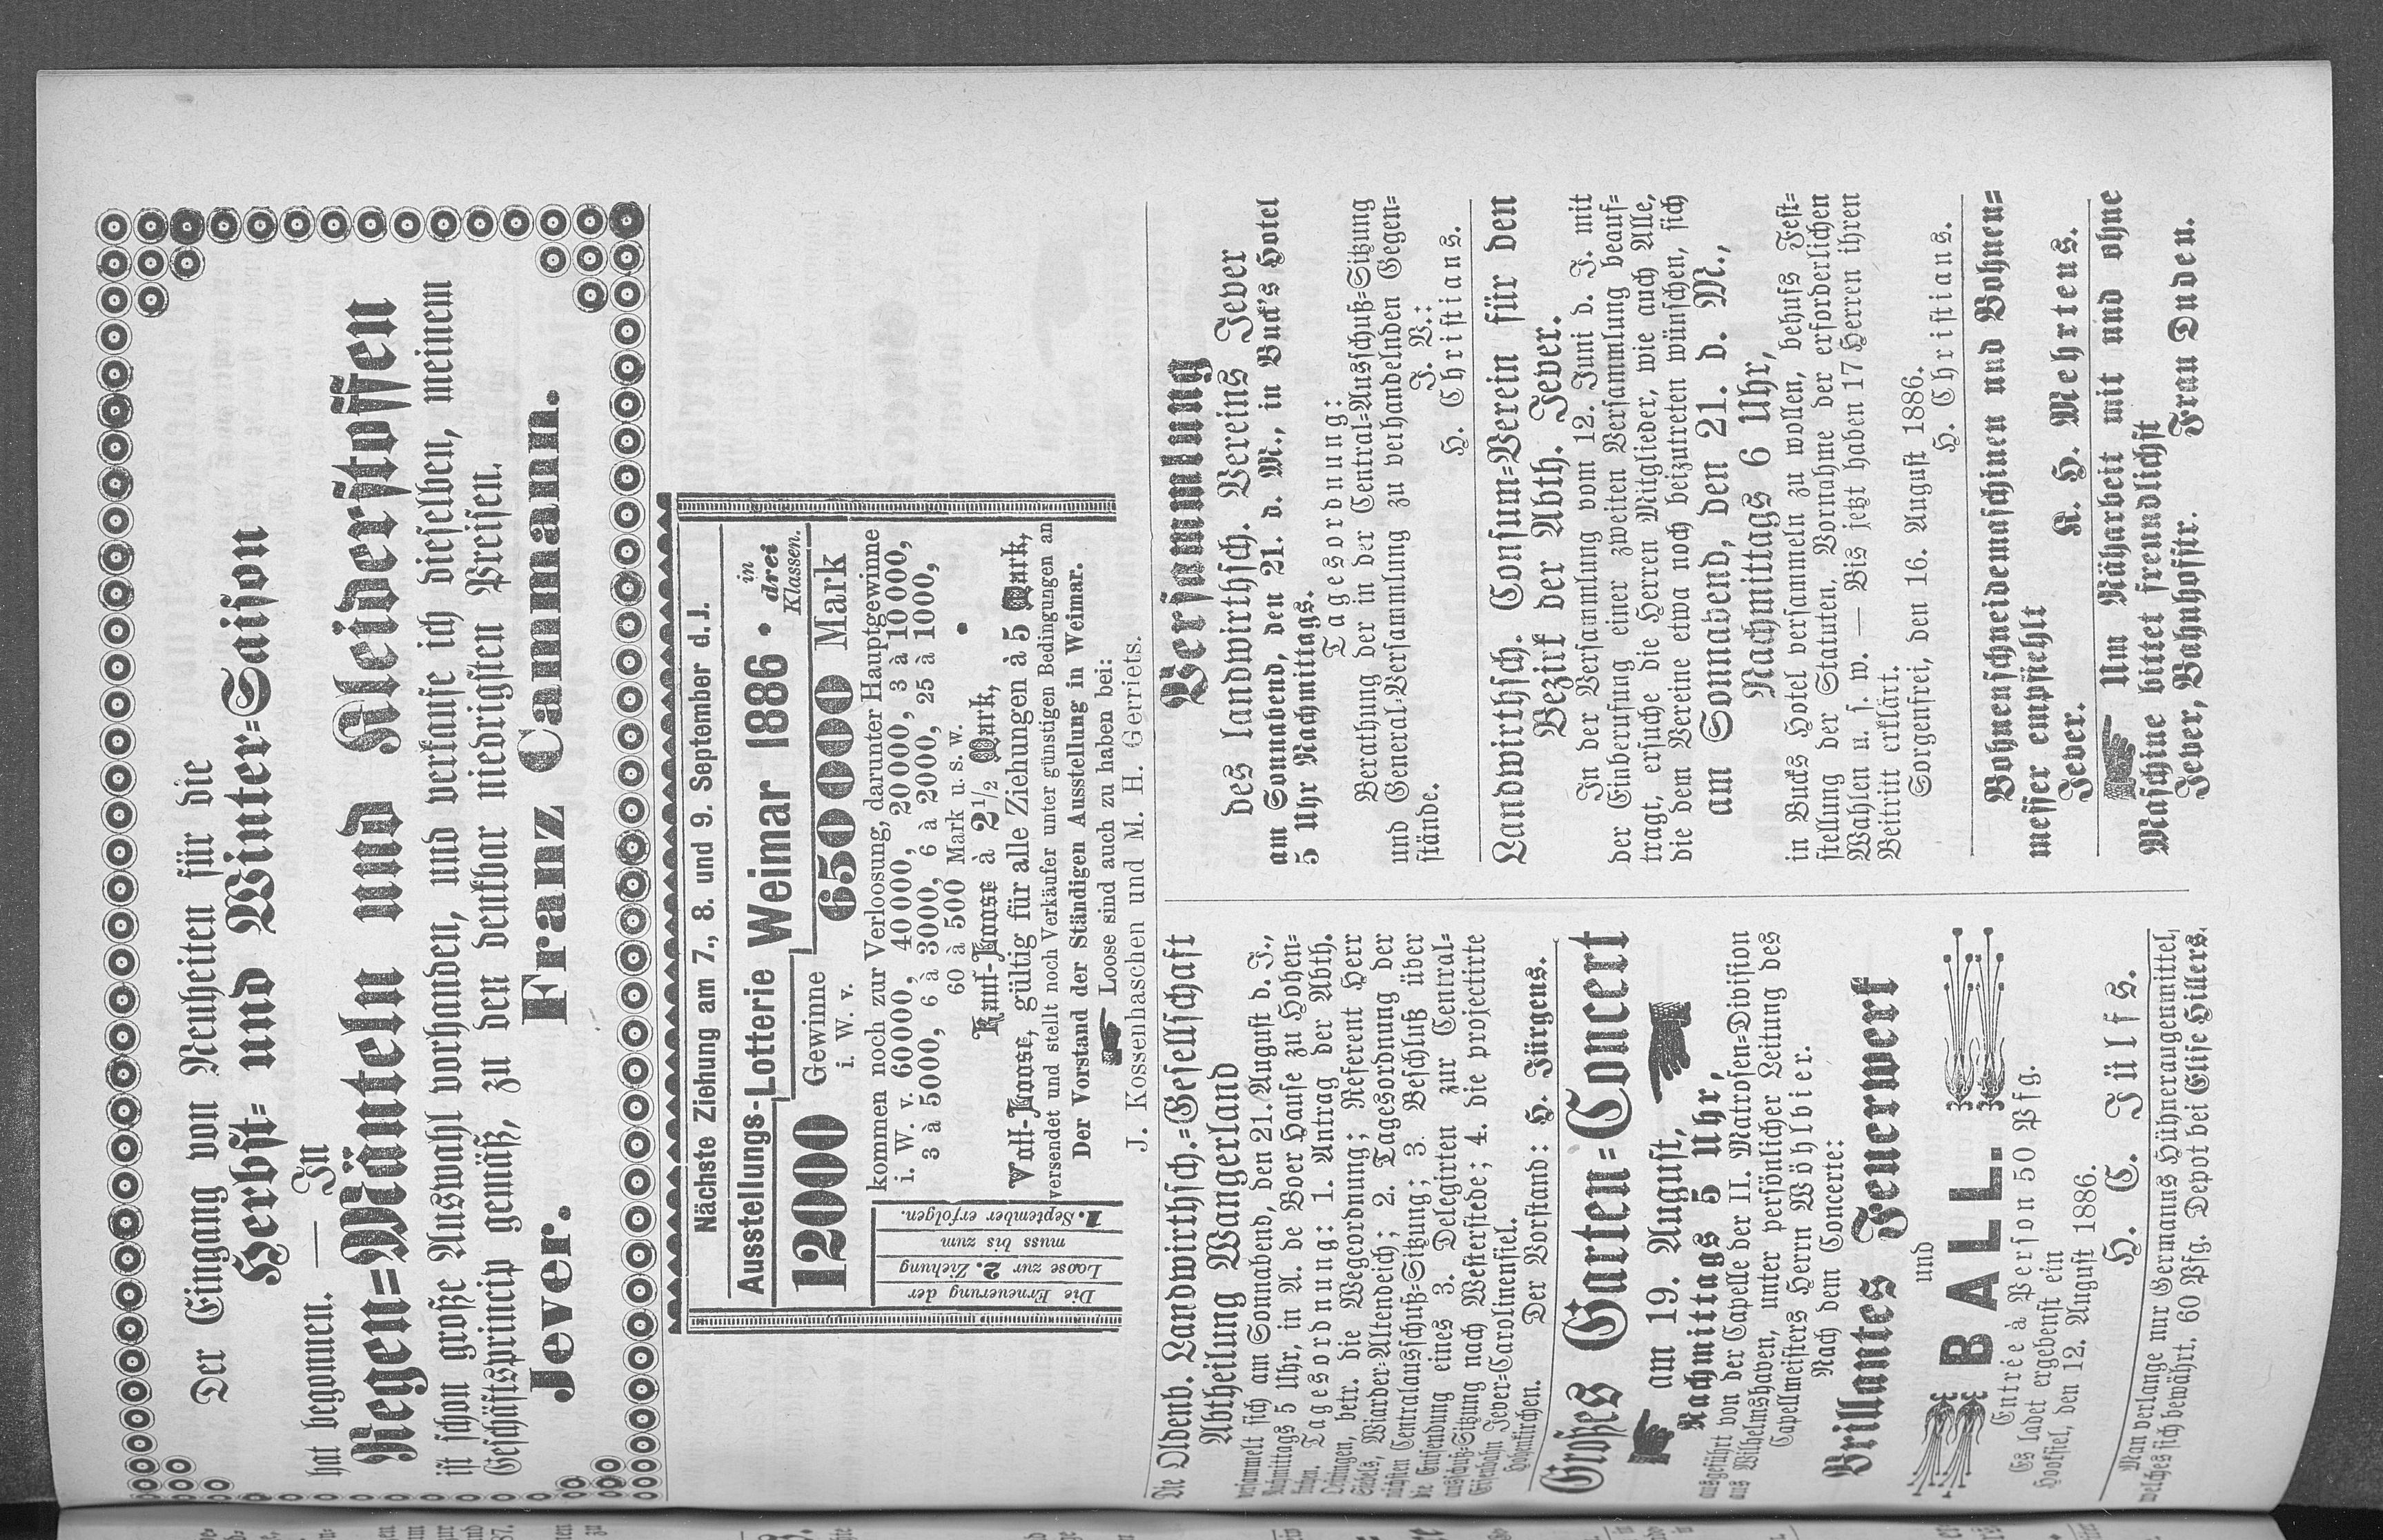 Der Eingang von Neuheiten für die
Herbst= und Winter=Saison
hat begonnen. — In
Regen=Mänteln und Kleiderstoffen
ist schon große Auswahl vorhanden, und verkaufe ich dieselben, meinem
Geschäftsprincip gemäß, zu den denkbar niedrigsten Preisen.
Jever. Franz Cammann.
Nächste Ziehung am 7., 8. und 9. September d. J.
Ausstellungs-Lotterie Weimar 1886 • in drei Klassen.
12000 Gewinne i. W. v. 650000 Mark
Die Erneuerung der
Loose zur 2. Ziehung
muss bis zum
1. September erfolgen.
kommen noch zur Verloosung, darunter Hauptgewinne
i. W. v. 60000, 40000, 20000, 3 à 10000,
3 à 5000, 6 à 3000, 6 à 2000, 25 à 1000,
60 à 500 Mark u. s. w.
Kauf-Loose à 2½ Mark,
Voll-Loose, gültig für alle Ziehungen à 5 Mark,
versendet und stellt noch Verkäufer unter günstigen Bedingungen an
Der Vorstand der Ständigen Ausstellung in Weimar.
Loose sind auch zu haben bei:
J. Kossenhaschen und M. H. Gerriets.
Die Oldenb. Landwirthsch.=Gesellschaft
Abtheilung Wangerland
versammelt sich am Sonnabend, den 21. August d. J.,
Nachmittags 5 Uhr, in A. de Boer Hause zu Hohen=
kirchen. Tagesordnung: 1. Antrag der Abth.
betr. die Wegeordnung; Referent Herr
Wiarder=Altendeich; 2. Tagesordnung der
nächsten Centralausschuß=Sitzung; 3. Beschluß über
die Entsendung eines 3. Delegirten zur Central=
ausschuß=Sitzung nach Westerstede; 4. die projectirte
Eisenbahn Jever=Carolinensiel.
Hohenkirchen. Der Vorstand: H. Jürgens.
Großes Garten=Concert
am 19. August,
Nachmittags 5 Uhr,
ausgeführt von der Capelle der II. Matrosen=Division
aus Wilhelmshaven, unter persönlicher Leitung des
Capellmeisters Herrn Wöhlbier.
Nach dem Concerte:
Brillantes Feuerwerk
und
BALL.
Entrée à Person 50 Pfg.
Es ladet ergebenst ein
Hooksiel, den 12. August 1886.
H. C. Jülfs.
Man verlange nur Germanus Hühneraugenmittel,
welches sich bewährt. 60 Pfg. Depot bei Elise Hillers.
Versammlung
des landwirthsch. Vereins Jever
am Sonnabend, den 21. d. M., in Buck's Hotel
5 Uhr Nachmittags.
Tagesordnung:
Berathung der in der Central=Ausschuß=Sitzung
und General=Versammlung zu verhandelnden Gegen=
stände. J. V.:
H. Christians.
Landwirthsch. Consum=Verein für den
Bezirk der Abth. Jever.
In der Versammlung vom 12. Juni d. J. mit
der Einberufung einer zweiten Versammlung beauf=
tragt, ersuche die Herren Mitglieder, wie auch Alle,
die dem Vereine etwa noch beizutreten wünschen, sich
am Sonnabend, den 21. d. M.,
Nachmittags 6 Uhr,
in Bucks Hotel versammeln zu wollen, behufs Fest=
stellung der Statuten, Vornahme der erforderlichen
Wahlen u. s. w. — Bis jetzt haben 17 Herren ihren
Beitritt erklärt.
Sorgenfrei, den 16. August 1886.
H. Christians.
Bohnenschneidemaschinen und Bohnen=
messer empfiehlt
Jever. K. H. Mehrtens.
Um Näharbeit mit und ohne
Maschine bittet freundlichst
Jever, Bahnhofstr. Frau Duden.